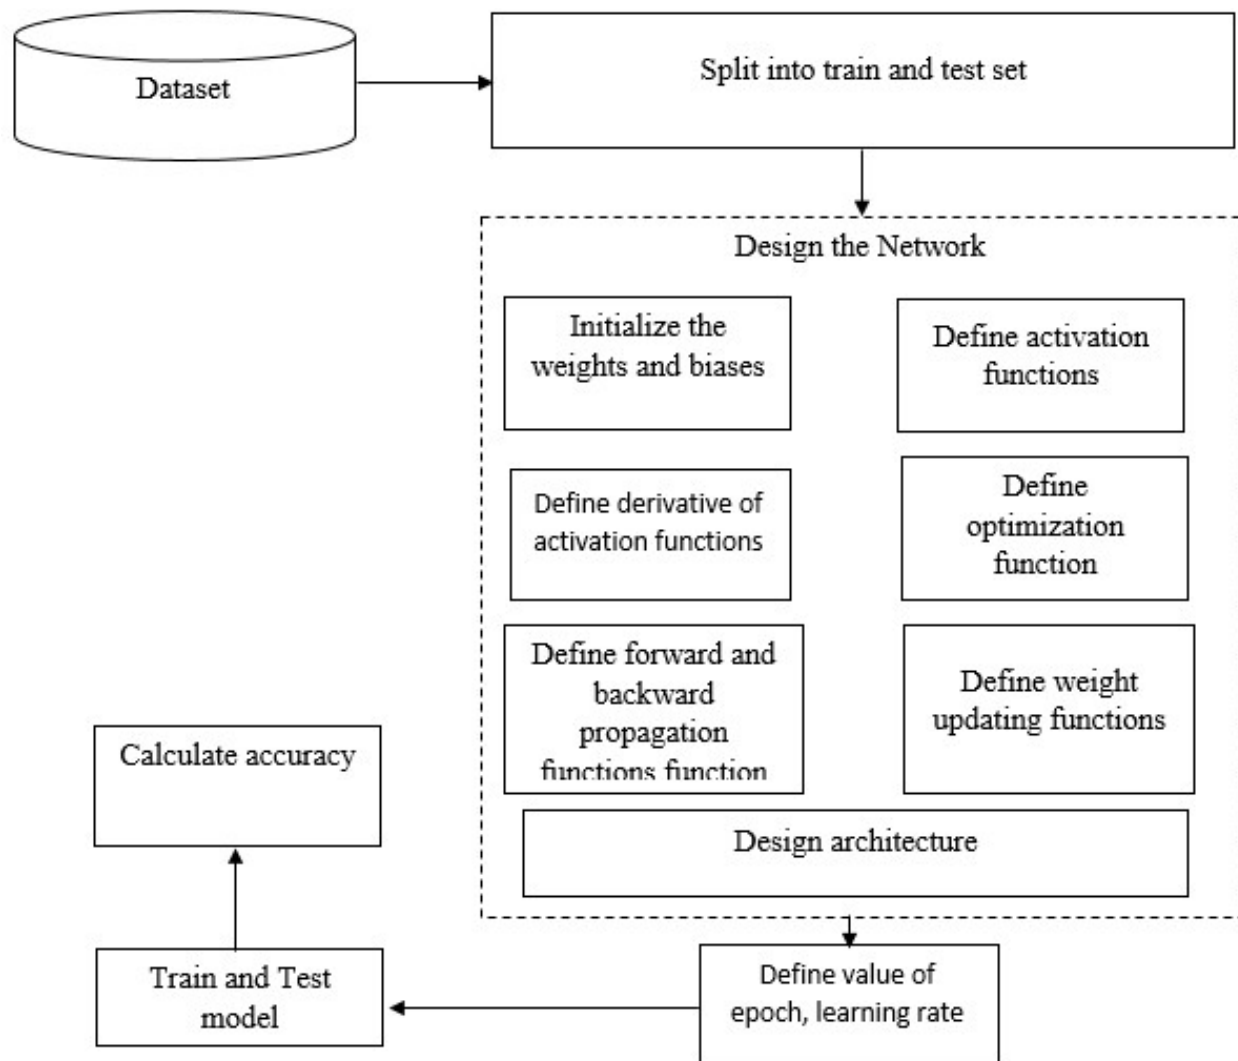 Dataset
Split into train and test set
Design the Network
Initialize the
weights and biases
Define activation
functions
Define derivative of
activation functions
Define
optimization
function
Define forward and
backward
propagation
functions function
Define weight
updating functions
Design architecture
Calculate accuracy
Train and Test
model
Define value of
epoch, learning rate